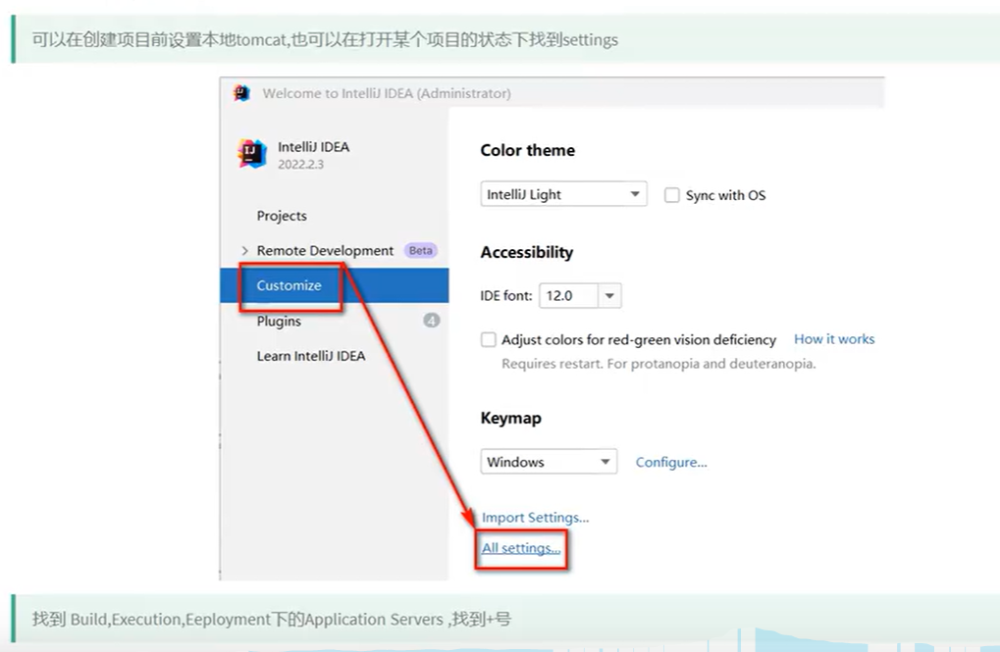 可以在创建项目前设置本地tomcat,也可以在打开某个项目的状态下找到settings
Welcome to IntelliJ IDEA (Administrator)
IntelliJ IDEA
2022.2.3
Projects
Remote Development Beta
Customize
Plugins 4
Learn IntelliJ IDEA
Color theme
IntelliJ Light Sync with OS
Accessibility
IDE font: 12.0
Adjust colors for red-green vision deficiency How it works
Requires restart. For protanopia and deuteranopia.
Keymap
Windows Configure...
Import Settings...
All settings...
找到 Build,Execution,Eeployment下的Application Servers ,找到+号